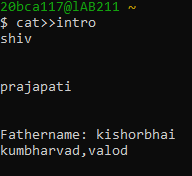 20bca117@lAB211 ~
$ cat>>intro
shiv
prajapati
Fathername: kishorbhai
kumbharvad,valod